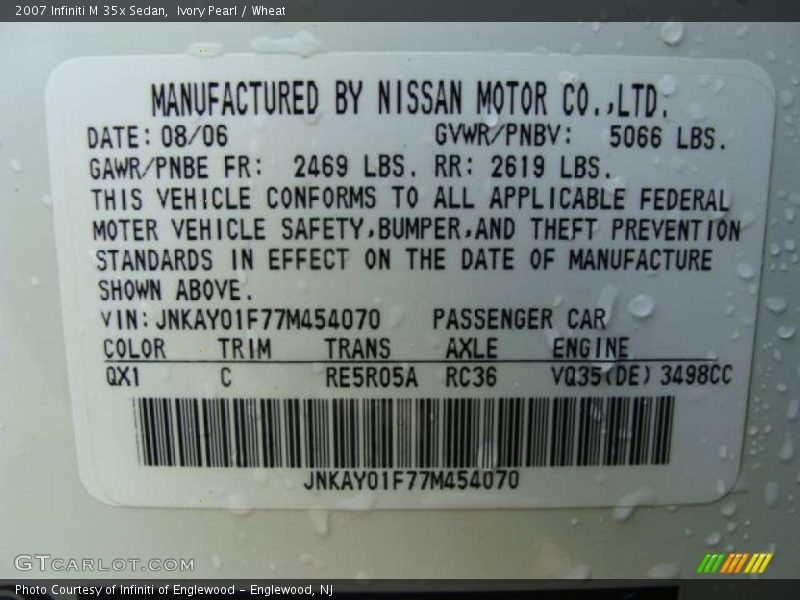 2007 Infiniti M 35x Sedan, Ivory Pearl / Wheat
MANUFACTURED BY NISSAN MOTOR CO.,LTD.
DATE: 08/06 GVWR/PNBV: 5066 LBS.
GAWR/PNBE FR: 2469 LBS. RR: 2619 LBS.
THIS VEHICLE CONFORMS TO ALL APPLICABLE FEDERAL
MOTER VEHICLE SAFETY,BUMPER,AND THEFT PREVENTION
STANDARDS IN EFFECT ON THE DATE OF MANUFACTURE
SHOWN ABOVE.
VIN: JNKAY01F77M454070 PASSENGER CAR
COLOR TRIM TRANS AXLE ENGINE
QX1 C RE5R05A RC36 VQ35(DE) 3498CC
JNKAY01F77M454070
GTCARLOT.COM
Photo Courtesy of Infiniti of Englewood - Englewood, NJ